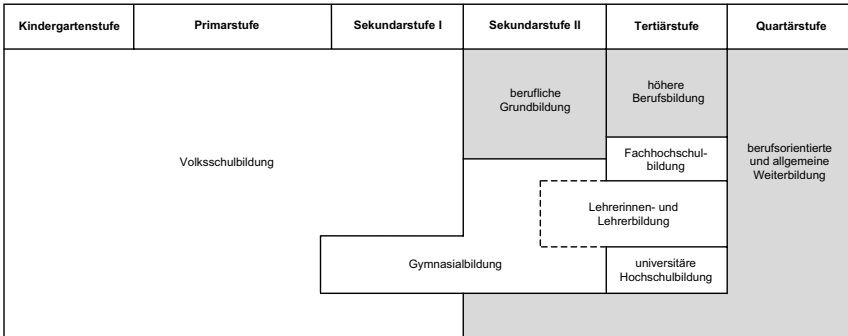 Kindergartenstufe
Primarstufe
Sekundarstufe I
Sekundarstufe II
Tertiärstufe
Quartärstufe
Volksschulbildung
berufliche
Grundbildung
höhere
Berufsbildung
Fachhochschul-
bildung
Lehrerinnen- und
Lehrerbildung
Gymnasialbildung
universitäre
Hochschulbildung
berufsorientierte
und allgemeine
Weiterbildung